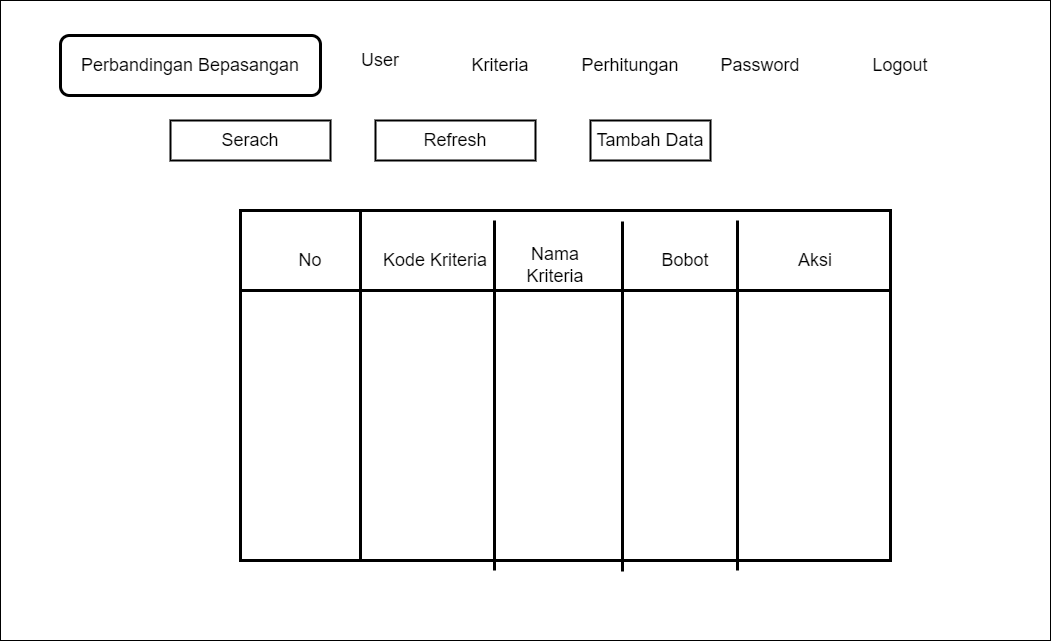 Perbandingan Bepasangan
User
Kriteria
Perhitungan
Password
Logout
Serach
Refresh
Tambah Data
No
Kode Kriteria
Nama
Kriteria
Bobot
Aksi